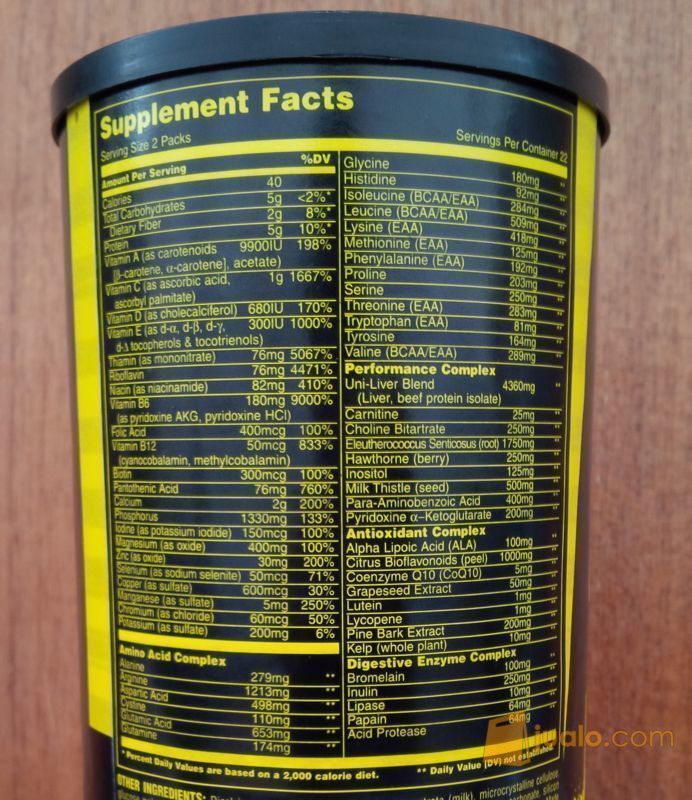 Supplement Facts
Serving Size 2 Packs
Servings Per Container 22
Amount Per Serving %DV
Calories 40
Total Carbohydrates 5g <2%*
Dietary Fiber 2g 8%*
Protein 5g 10%*
Vitamin A (as carotenoids 9900IU 198%
[β-carotene, α-carotene], acetate)
Vitamin C (as ascorbic acid, 1g 1667%
ascorbyl palmitate)
Vitamin D (as cholecalciferol) 680IU 170%
Vitamin E (as d-α, d-β, d-γ, 300IU 1000%
d-Δ tocopherols & tocotrienols)
Thiamin (as mononitrate) 76mg 5067%
Riboflavin 76mg 4471%
Niacin (as niacinamide) 82mg 410%
Vitamin B6 180mg 9000%
(as pyridoxine AKG, pyridoxine HCl)
Folic Acid 400mcg 100%
Vitamin B12 50mcg 833%
(cyanocobalamin, methylcobalamin)
Biotin 300mcg 100%
Pantothenic Acid 76mg 760%
Calcium 2g 200%
Phosphorus 1330mg 133%
Iodine (as potassium iodide) 150mcg 100%
Magnesium (as oxide) 400mg 100%
Zinc (as oxide) 30mg 200%
Selenium (as sodium selenite) 50mcg 71%
Copper (as sulfate) 600mcg 30%
Manganese (as sulfate) 5mg 250%
Chromium (as chloride) 60mcg 50%
Potassium (as sulfate) 200mg 6%
Amino Acid Complex
Alanine 279mg **
Arginine 1213mg **
Aspartic Acid 498mg **
Cystine 110mg **
Glutamic Acid 653mg **
Glutamine 174mg **
Glycine 180mg **
Histidine 92mg **
Isoleucine (BCAA/EAA) 284mg **
Leucine (BCAA/EAA) 509mg **
Lysine (EAA) 418mg **
Methionine (EAA) 125mg **
Phenylalanine (EAA) 192mg **
Proline 203mg **
Serine 250mg **
Threonine (EAA) 283mg **
Tryptophan (EAA) 81mg **
Tyrosine 164mg **
Valine (BCAA/EAA) 289mg **
Performance Complex
Uni-Liver Blend 4360mg **
(Liver, beef protein isolate)
Carnitine 25mg **
Choline Bitartrate 250mg **
Eleutherococcus Senticosus (root) 1750mg **
Hawthorne (berry) 250mg **
Inositol 125mg **
Milk Thistle (seed) 500mg **
Para-Aminobenzoic Acid 400mg **
Pyridoxine α–Ketoglutarate 200mg **
Antioxidant Complex
Alpha Lipoic Acid (ALA) 100mg **
Citrus Bioflavonoids (peel) 1000mg **
Coenzyme Q10 (CoQ10) 5mg **
Grapeseed Extract 50mg **
Lutein 1mg **
Lycopene 1mg **
Pine Bark Extract 200mg **
Kelp (whole plant) 10mg **
Digestive Enzyme Complex
Bromelain 100mg **
Inulin 250mg **
Lipase 10mg **
Papain 64mg **
Acid Protease 64mg **
* Percent Daily Values are based on a 2,000 calorie diet.
** Daily Value (DV) not established
OTHER INGREDIENTS: (milk), microcrystalline cellulose
jualo.com